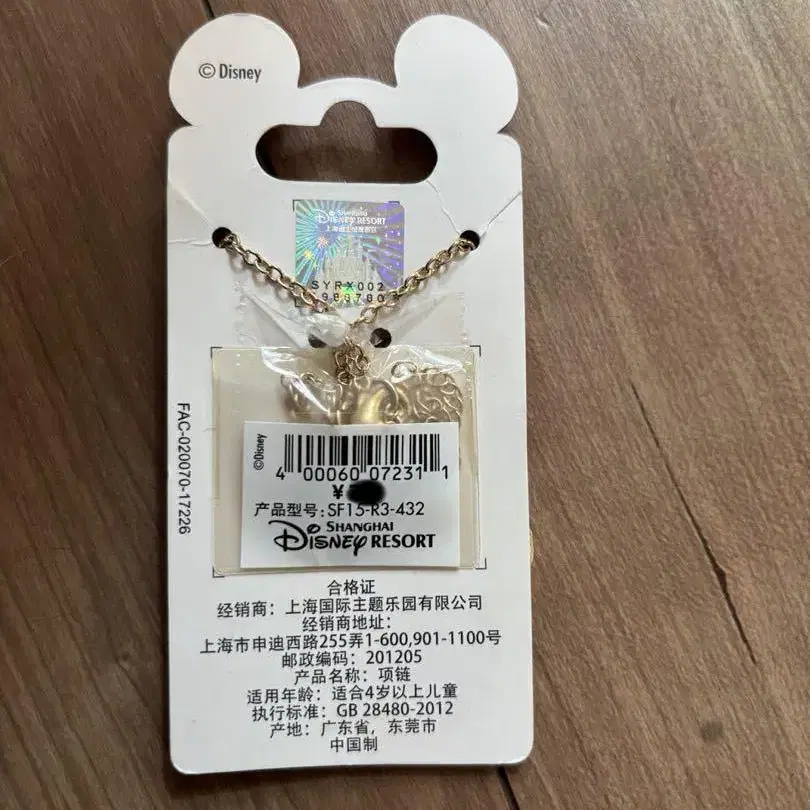 © Disney
SHANGHAI
DISNEY RESORT
上海迪士尼度假区
SYRX002
988780
FAC-020070-17226
©Disney
4 00060 07231 1
¥
产品型号:SF15-R3-432
SHANGHAI
DISNEY RESORT
合格证
经销商：上海国际主题乐园有限公司
经销商地址：
上海市申迪西路255弄1-600,901-1100号
邮政编码：201205
产品名称：项链
适用年龄：适合4岁以上儿童
执行标准：GB 28480-2012
产地：广东省，东莞市
中国制